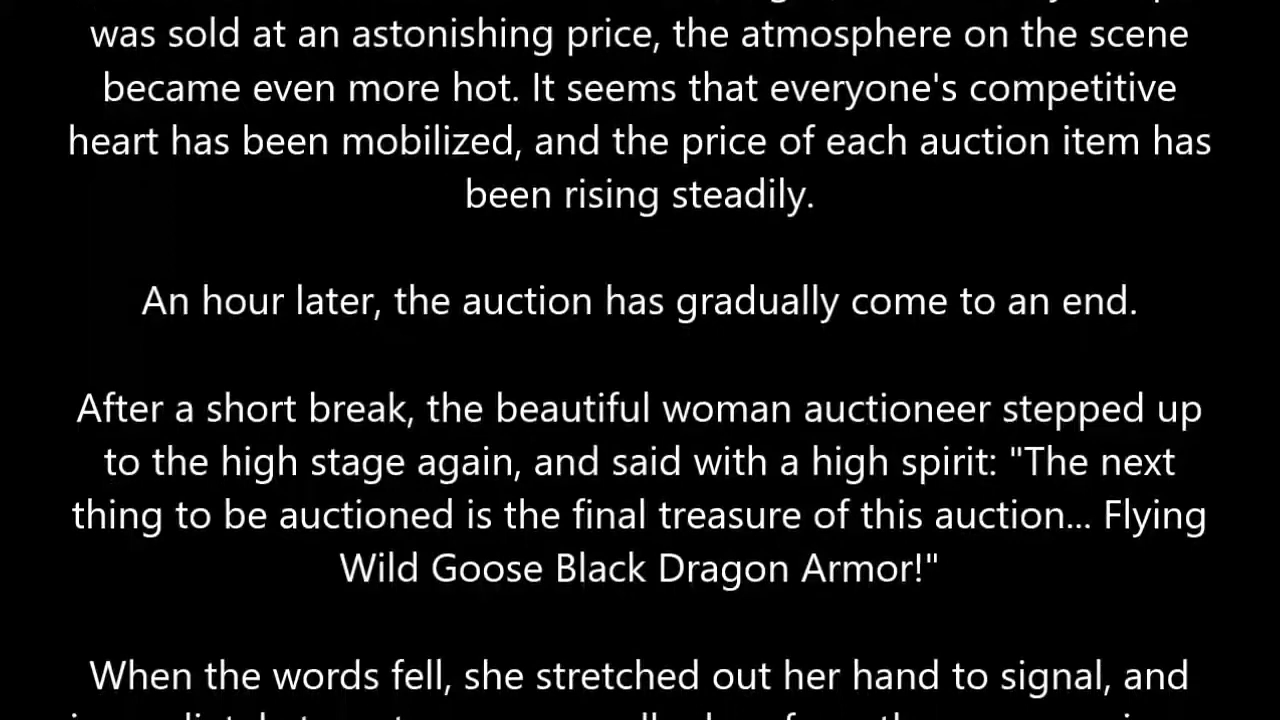 was sold at an astonishing price, the atmosphere on the scene
became even more hot. It seems that everyone's competitive
heart has been mobilized, and the price of each auction item has
been rising steadily.
An hour later, the auction has gradually come to an end.
After a short break, the beautiful woman auctioneer stepped up
to the high stage again, and said with a high spirit: "The next
thing to be auctioned is the final treasure of this auction... Flying
Wild Goose Black Dragon Armor!"
When the words fell, she stretched out her hand to signal, and